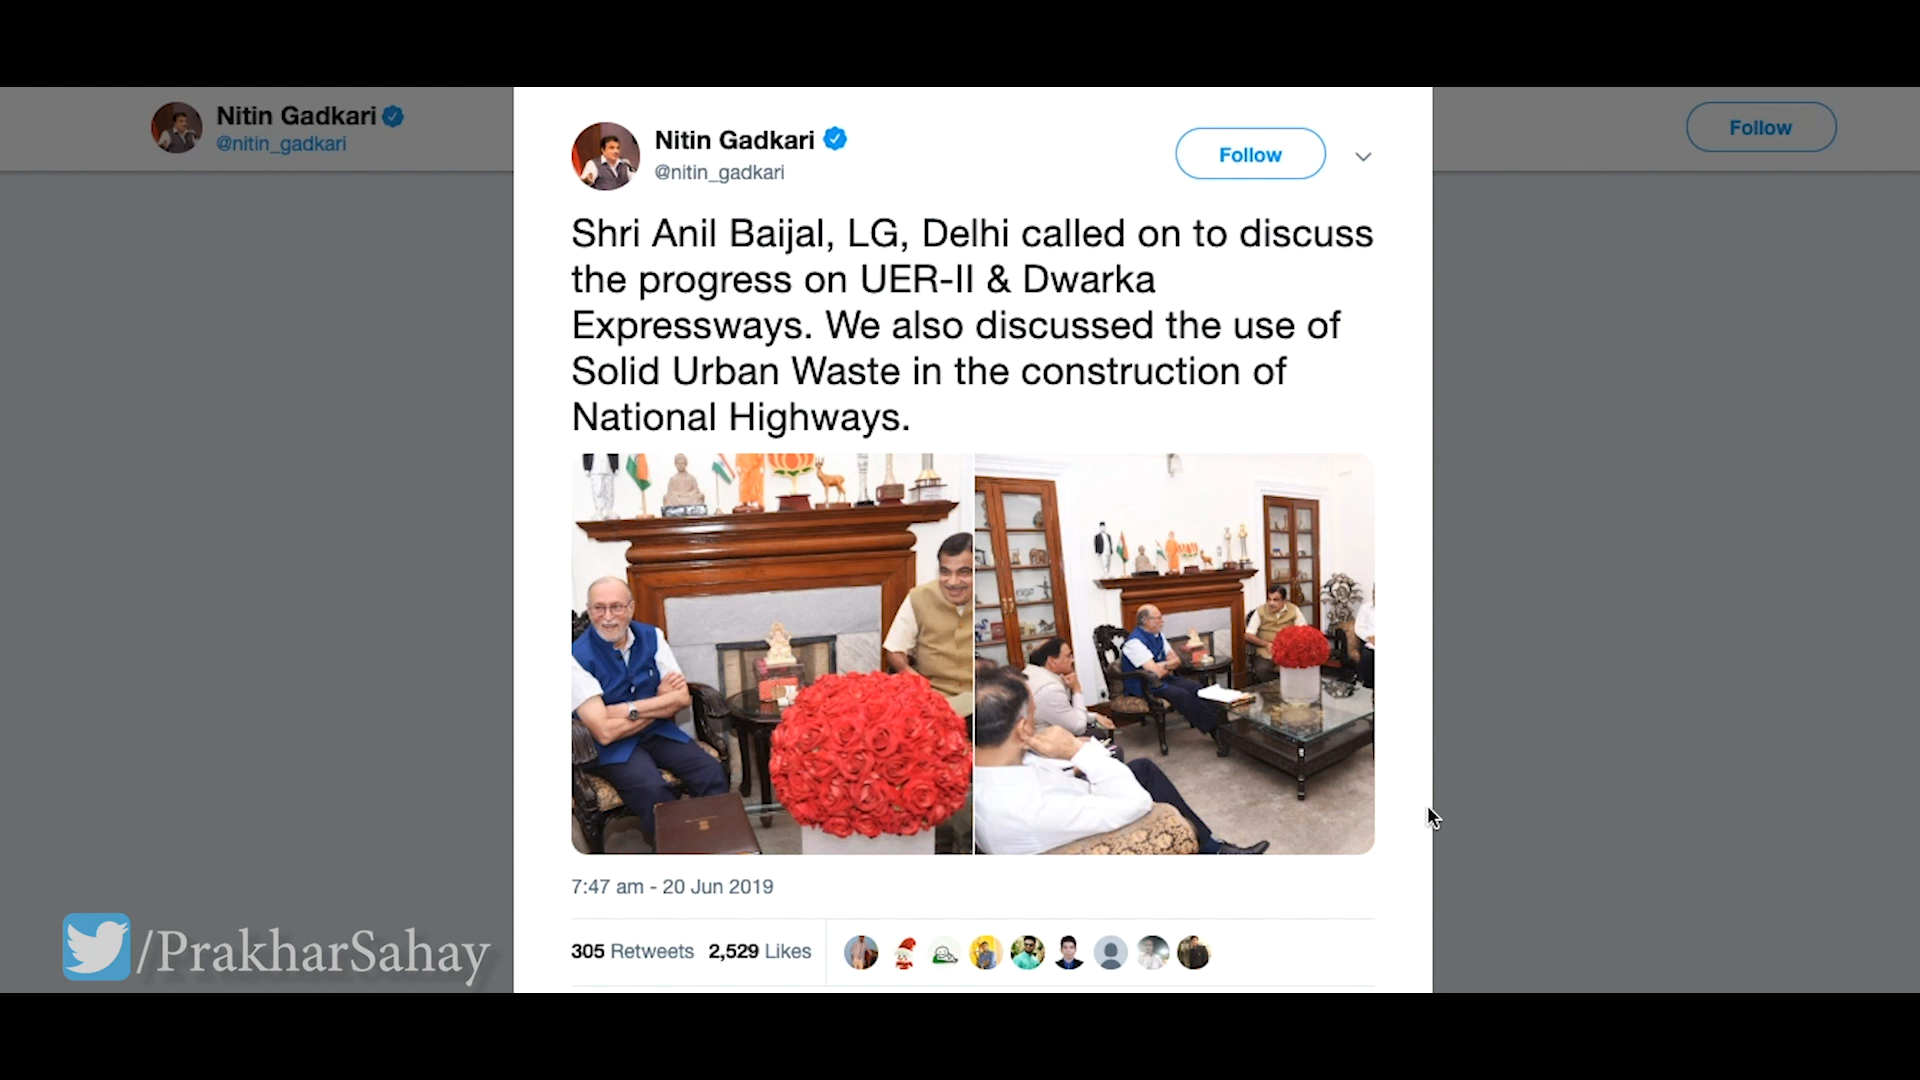 Nitin Gadkari
@nitin_gadkari
Follow
Nitin Gadkari
@nitin_gadkari
Follow
Shri Anil Baijal, LG, Delhi called on to discuss
the progress on UER-II & Dwarka
Expressways. We also discussed the use of
Solid Urban Waste in the construction of
National Highways.
7:47 am - 20 Jun 2019
305 Retweets 2,529 Likes
/PrakharSahay